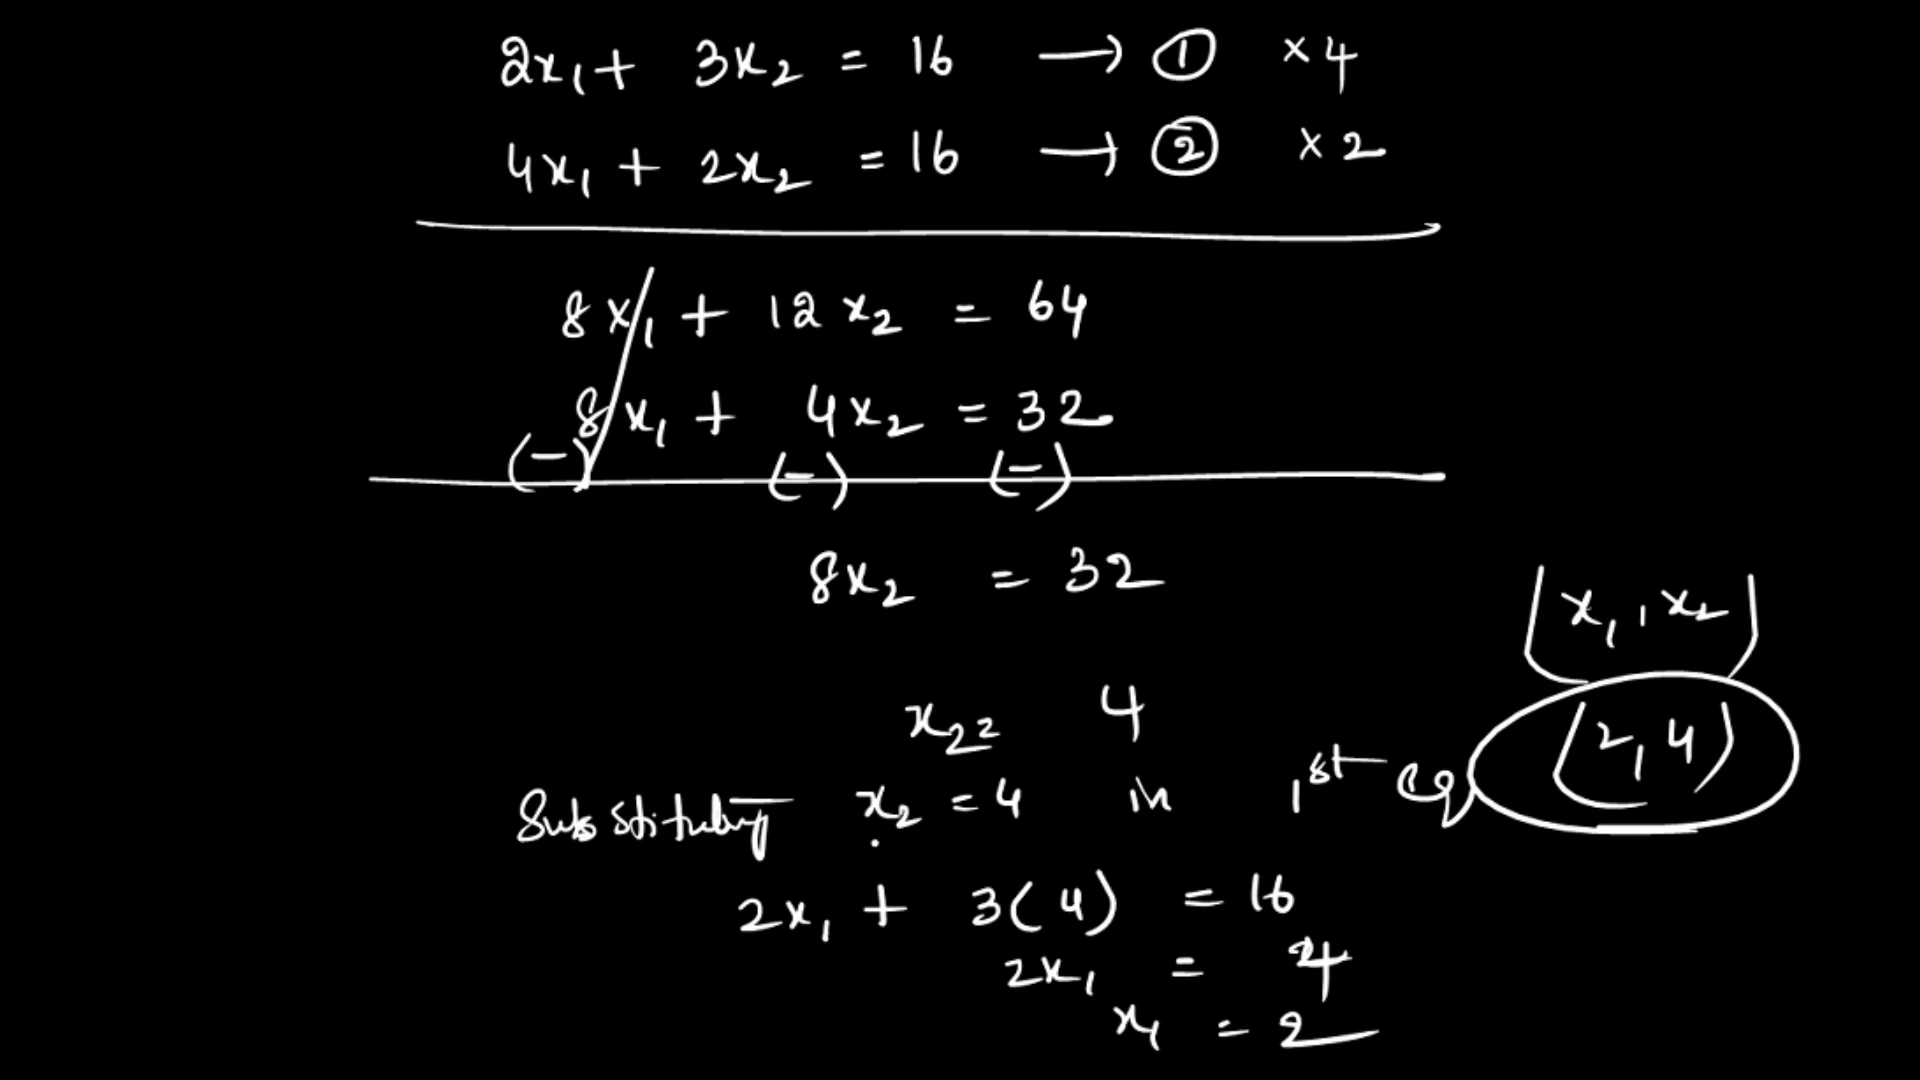 2x₁ + 3x₂ = 16 → ① ×4
4x₁ + 2x₂ = 16 → ② ×2
8x₁ + 12x₂ = 64
8x₁ + 4x₂ = 32
(-) (-) (-)
8x₂ = 32
x₂ = 4
Substituting x₂ = 4 in 1st eq
2x₁ + 3(4) = 16
2x₁ = 4
x₁ = 2
(x₁, x₂)
(2, 4)